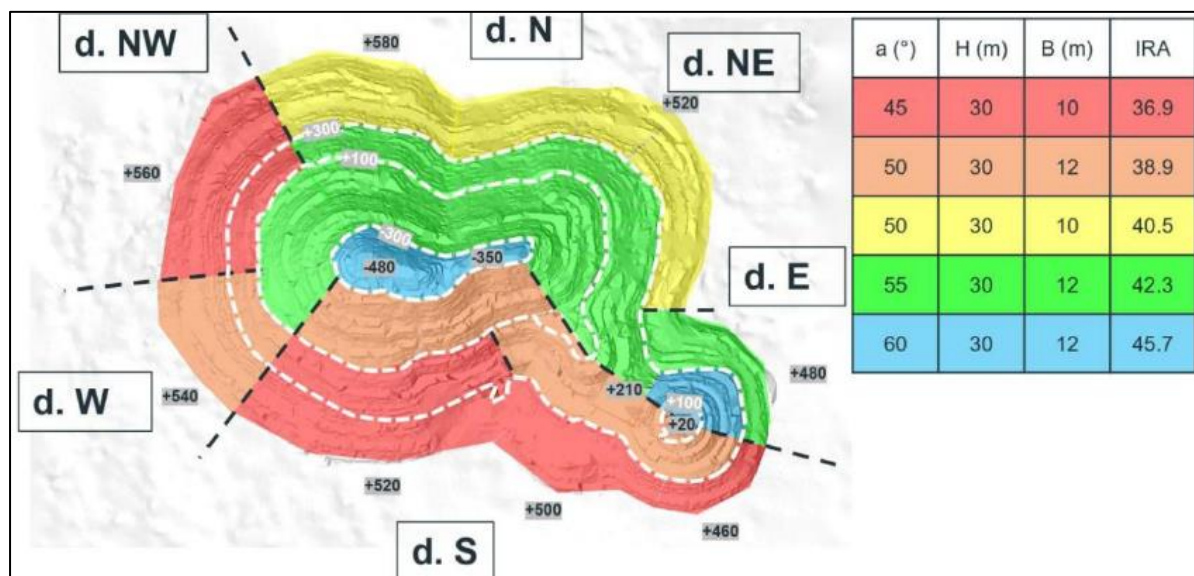 d. NW
+580
d. N
d. NE
+520
+300
+100
+560
-300
-480
-350
d. E
+480
+210
+100
+20
d. W
+540
+520
+500
+460
d. S
a (°) H (m) B (m) IRA
45 30 10 36.9
50 30 12 38.9
50 30 10 40.5
55 30 12 42.3
60 30 12 45.7